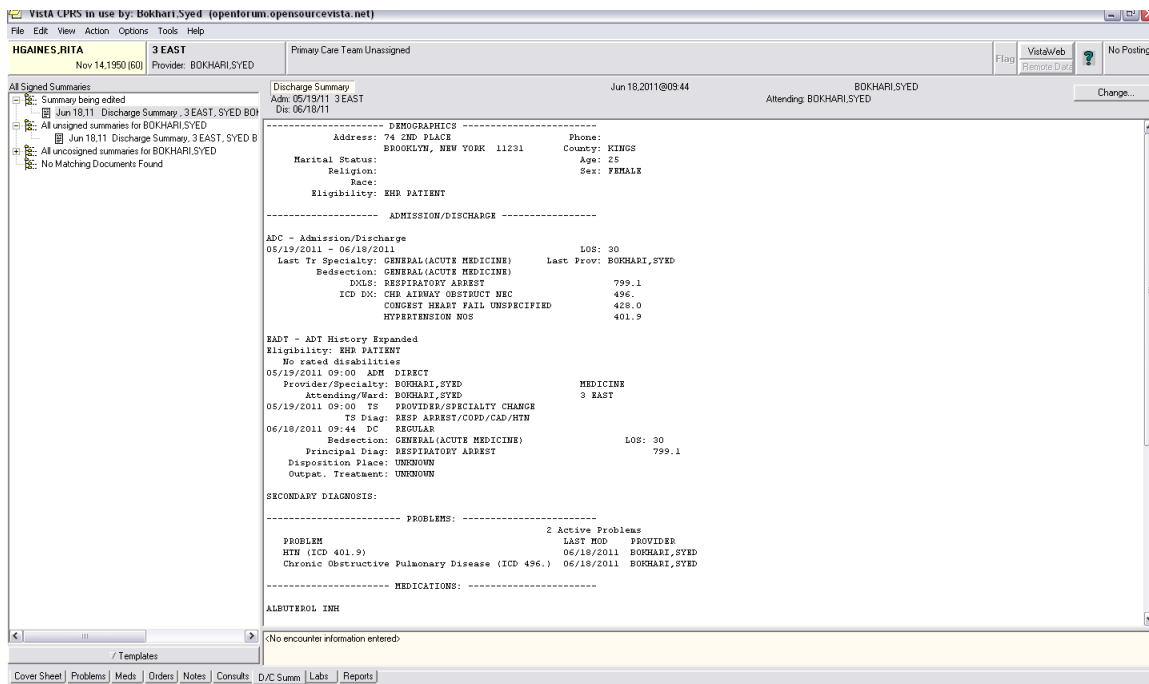 VistA CPRS in use by: Bokhari,Syed (openforum.opensourcevista.net)
File Edit View Action Options Tools Help
HGAINES,RITA 3 EAST Primary Care Team Unassigned Flag VistaWeb ? No Posting
Nov 14,1950 (60) Provider: BOKHARI,SYED Remote Data
All Signed Summaries
Summary being edited
Jun 18,11 Discharge Summary , 3 EAST, SYED BOK
All unsigned summaries for BOKHARI,SYED
Jun 18,11 Discharge Summary, 3 EAST, SYED B
All uncosigned summaries for BOKHARI,SYED
No Matching Documents Found
/ Templates
Discharge Summary Jun 18,2011@09:44 BOKHARI,SYED Change...
Adm: 05/19/11 3 EAST Attending: BOKHARI,SYED
Dis: 06/18/11
-------------------- DEMOGRAPHICS -----------------------
Address: 74 2ND PLACE Phone:
BROOKLYN, NEW YORK 11231 County: KINGS
Marital Status: Age: 25
Religion: Sex: FEMALE
Race:
Eligibility: EHR PATIENT
------------------- ADMISSION/DISCHARGE ----------------
ADC - Admission/Discharge
05/19/2011 - 06/18/2011 LOS: 30
Last Tr Specialty: GENERAL(ACUTE MEDICINE) Last Prov: BOKHARI,SYED
Bedsection: GENERAL(ACUTE MEDICINE)
DXLS: RESPIRATORY ARREST 799.1
ICD DX: CHR AIRWAY OBSTRUCT NEC 496.
CONGEST HEART FAIL UNSPECIFIED 428.0
HYPERTENSION NOS 401.9
EADT - ADT History Expanded
Eligibility: EHR PATIENT
No rated disabilities
05/19/2011 09:00 ADM DIRECT
Provider/Specialty: BOKHARI,SYED MEDICINE
Attending/Ward: BOKHARI,SYED 3 EAST
05/19/2011 09:00 TS PROVIDER/SPECIALTY CHANGE
TS Diag: RESP ARREST/COPD/CAD/HTN
06/18/2011 09:44 DC REGULAR
Bedsection: GENERAL(ACUTE MEDICINE) LOS: 30
Principal Diag: RESPIRATORY ARREST 799.1
Disposition Place: UNKNOWN
Outpat. Treatment: UNKNOWN
SECONDARY DIAGNOSIS:
----------------------- PROBLEMS: -----------------------
2 Active Problems
PROBLEM LAST MOD PROVIDER
HTN (ICD 401.9) 06/18/2011 BOKHARI,SYED
Chronic Obstructive Pulmonary Disease (ICD 496.) 06/18/2011 BOKHARI,SYED
--------------------- MEDICATIONS: ----------------------
ALBUTEROL INH
<No encounter information entered>
Cover Sheet Problems Meds Orders Notes Consults D/C Summ Labs Reports